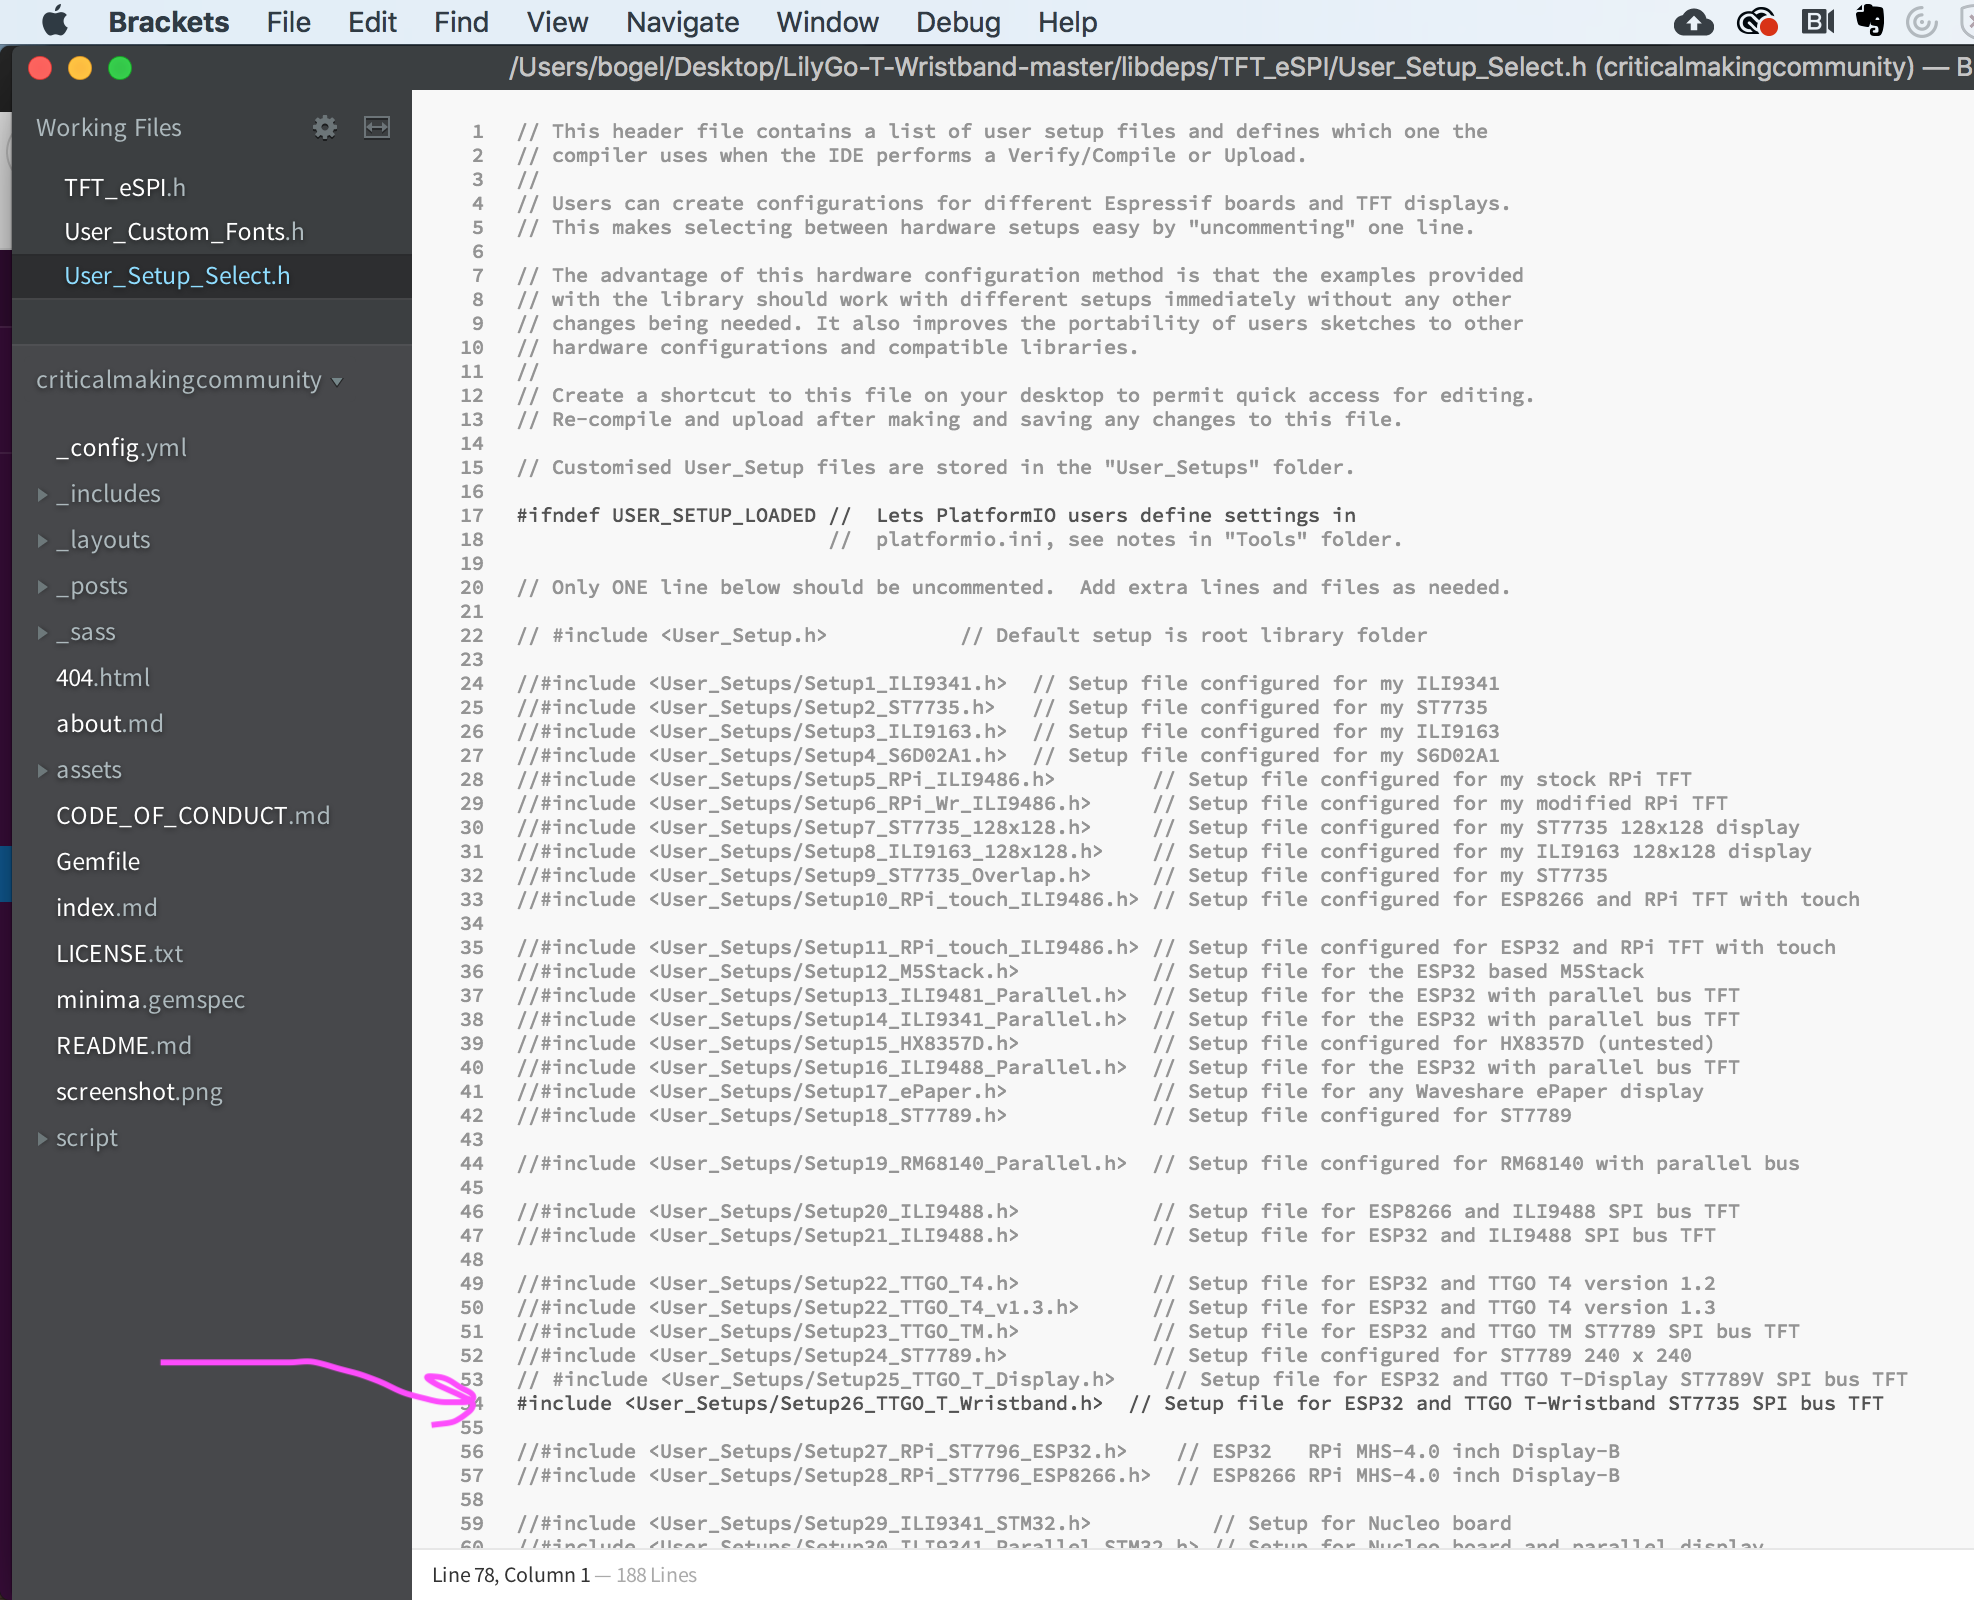 Brackets File Edit Find View Navigate Window Debug Help
/Users/bogel/Desktop/LilyGo-T-Wristband-master/libdeps/TFT_eSPI/User_Setup_Select.h (criticalmakingcommunity) — B
Working Files
TFT_eSPI.h
User_Custom_Fonts.h
User_Setup_Select.h
criticalmakingcommunity
_config.yml
_includes
_layouts
_posts
_sass
404.html
about.md
assets
CODE_OF_CONDUCT.md
Gemfile
index.md
LICENSE.txt
minima.gemspec
README.md
screenshot.png
script
1 // This header file contains a list of user setup files and defines which one the
2 // compiler uses when the IDE performs a Verify/Compile or Upload.
3 //
4 // Users can create configurations for different Espressif boards and TFT displays.
5 // This makes selecting between hardware setups easy by "uncommenting" one line.
6
7 // The advantage of this hardware configuration method is that the examples provided
8 // with the library should work with different setups immediately without any other
9 // changes being needed. It also improves the portability of users sketches to other
10 // hardware configurations and compatible libraries.
11 //
12 // Create a shortcut to this file on your desktop to permit quick access for editing.
13 // Re-compile and upload after making and saving any changes to this file.
14
15 // Customised User_Setup files are stored in the "User_Setups" folder.
16
17 #ifndef USER_SETUP_LOADED //  Lets PlatformIO users define settings in
18 //  platformio.ini, see notes in "Tools" folder.
19
20 // Only ONE line below should be uncommented.  Add extra lines and files as needed.
21
22 // #include <User_Setup.h>           // Default setup is root library folder
23
24 //#include <User_Setups/Setup1_ILI9341.h>  // Setup file configured for my ILI9341
25 //#include <User_Setups/Setup2_ST7735.h>   // Setup file configured for my ST7735
26 //#include <User_Setups/Setup3_ILI9163.h>  // Setup file configured for my ILI9163
27 //#include <User_Setups/Setup4_S6D02A1.h>  // Setup file configured for my S6D02A1
28 //#include <User_Setups/Setup5_RPi_ILI9486.h>        // Setup file configured for my stock RPi TFT
29 //#include <User_Setups/Setup6_RPi_Wr_ILI9486.h>     // Setup file configured for my modified RPi TFT
30 //#include <User_Setups/Setup7_ST7735_128x128.h>     // Setup file configured for my ST7735 128x128 display
31 //#include <User_Setups/Setup8_ILI9163_128x128.h>    // Setup file configured for my ILI9163 128x128 display
32 //#include <User_Setups/Setup9_ST7735_Overlap.h>     // Setup file configured for my ST7735
33 //#include <User_Setups/Setup10_RPi_touch_ILI9486.h> // Setup file configured for ESP8266 and RPi TFT with touch
34
35 //#include <User_Setups/Setup11_RPi_touch_ILI9486.h> // Setup file configured for ESP32 and RPi TFT with touch
36 //#include <User_Setups/Setup12_M5Stack.h>           // Setup file for the ESP32 based M5Stack
37 //#include <User_Setups/Setup13_ILI9481_Parallel.h>  // Setup file for the ESP32 with parallel bus TFT
38 //#include <User_Setups/Setup14_ILI9341_Parallel.h>  // Setup file for the ESP32 with parallel bus TFT
39 //#include <User_Setups/Setup15_HX8357D.h>           // Setup file configured for HX8357D (untested)
40 //#include <User_Setups/Setup16_ILI9488_Parallel.h>  // Setup file for the ESP32 with parallel bus TFT
41 //#include <User_Setups/Setup17_ePaper.h>            // Setup file for any Waveshare ePaper display
42 //#include <User_Setups/Setup18_ST7789.h>            // Setup file configured for ST7789
43
44 //#include <User_Setups/Setup19_RM68140_Parallel.h>  // Setup file configured for RM68140 with parallel bus
45
46 //#include <User_Setups/Setup20_ILI9488.h>           // Setup file for ESP8266 and ILI9488 SPI bus TFT
47 //#include <User_Setups/Setup21_ILI9488.h>           // Setup file for ESP32 and ILI9488 SPI bus TFT
48
49 //#include <User_Setups/Setup22_TTGO_T4.h>           // Setup file for ESP32 and TTGO T4 version 1.2
50 //#include <User_Setups/Setup22_TTGO_T4_v1.3.h>      // Setup file for ESP32 and TTGO T4 version 1.3
51 //#include <User_Setups/Setup23_TTGO_TM.h>           // Setup file for ESP32 and TTGO TM ST7789 SPI bus TFT
52 //#include <User_Setups/Setup24_ST7789.h>            // Setup file configured for ST7789 240 x 240
53 // #include <User_Setups/Setup25_TTGO_T_Display.h>    // Setup file for ESP32 and TTGO T-Display ST7789V SPI bus TFT
54 #include <User_Setups/Setup26_TTGO_T_Wristband.h>  // Setup file for ESP32 and TTGO T-Wristband ST7735 SPI bus TFT
55
56 //#include <User_Setups/Setup27_RPi_ST7796_ESP32.h>    // ESP32   RPi MHS-4.0 inch Display-B
57 //#include <User_Setups/Setup28_RPi_ST7796_ESP8266.h>  // ESP8266 RPi MHS-4.0 inch Display-B
58
59 //#include <User_Setups/Setup29_ILI9341_STM32.h>          // Setup for Nucleo board
60 //#include <User_Setups/Setup30_ILI9341_Parallel_STM32.h> // Setup for Nucleo board and parallel display
Line 78, Column 1 — 188 Lines